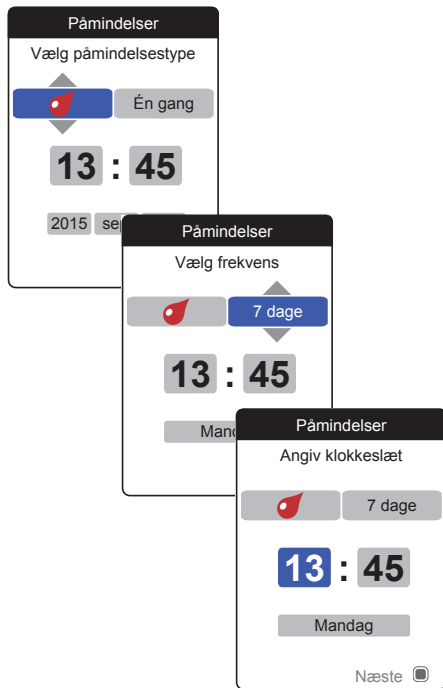 Påmindelser
Vælg påmindelsestype
Én gang
13 : 45
2015 sep
Påmindelser
Vælg frekvens
7 dage
13 : 45
Påmindelser
Angiv klokkeslæt
7 dage
13 : 45
Mandag
Næste